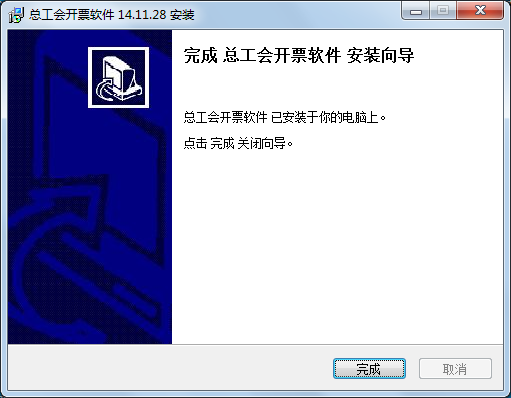 总工会开票软件 14.11.28 安装
完成 总工会开票软件 安装向导
总工会开票软件 已安装于你的电脑上。
点击 完成 关闭向导。
完成
取消